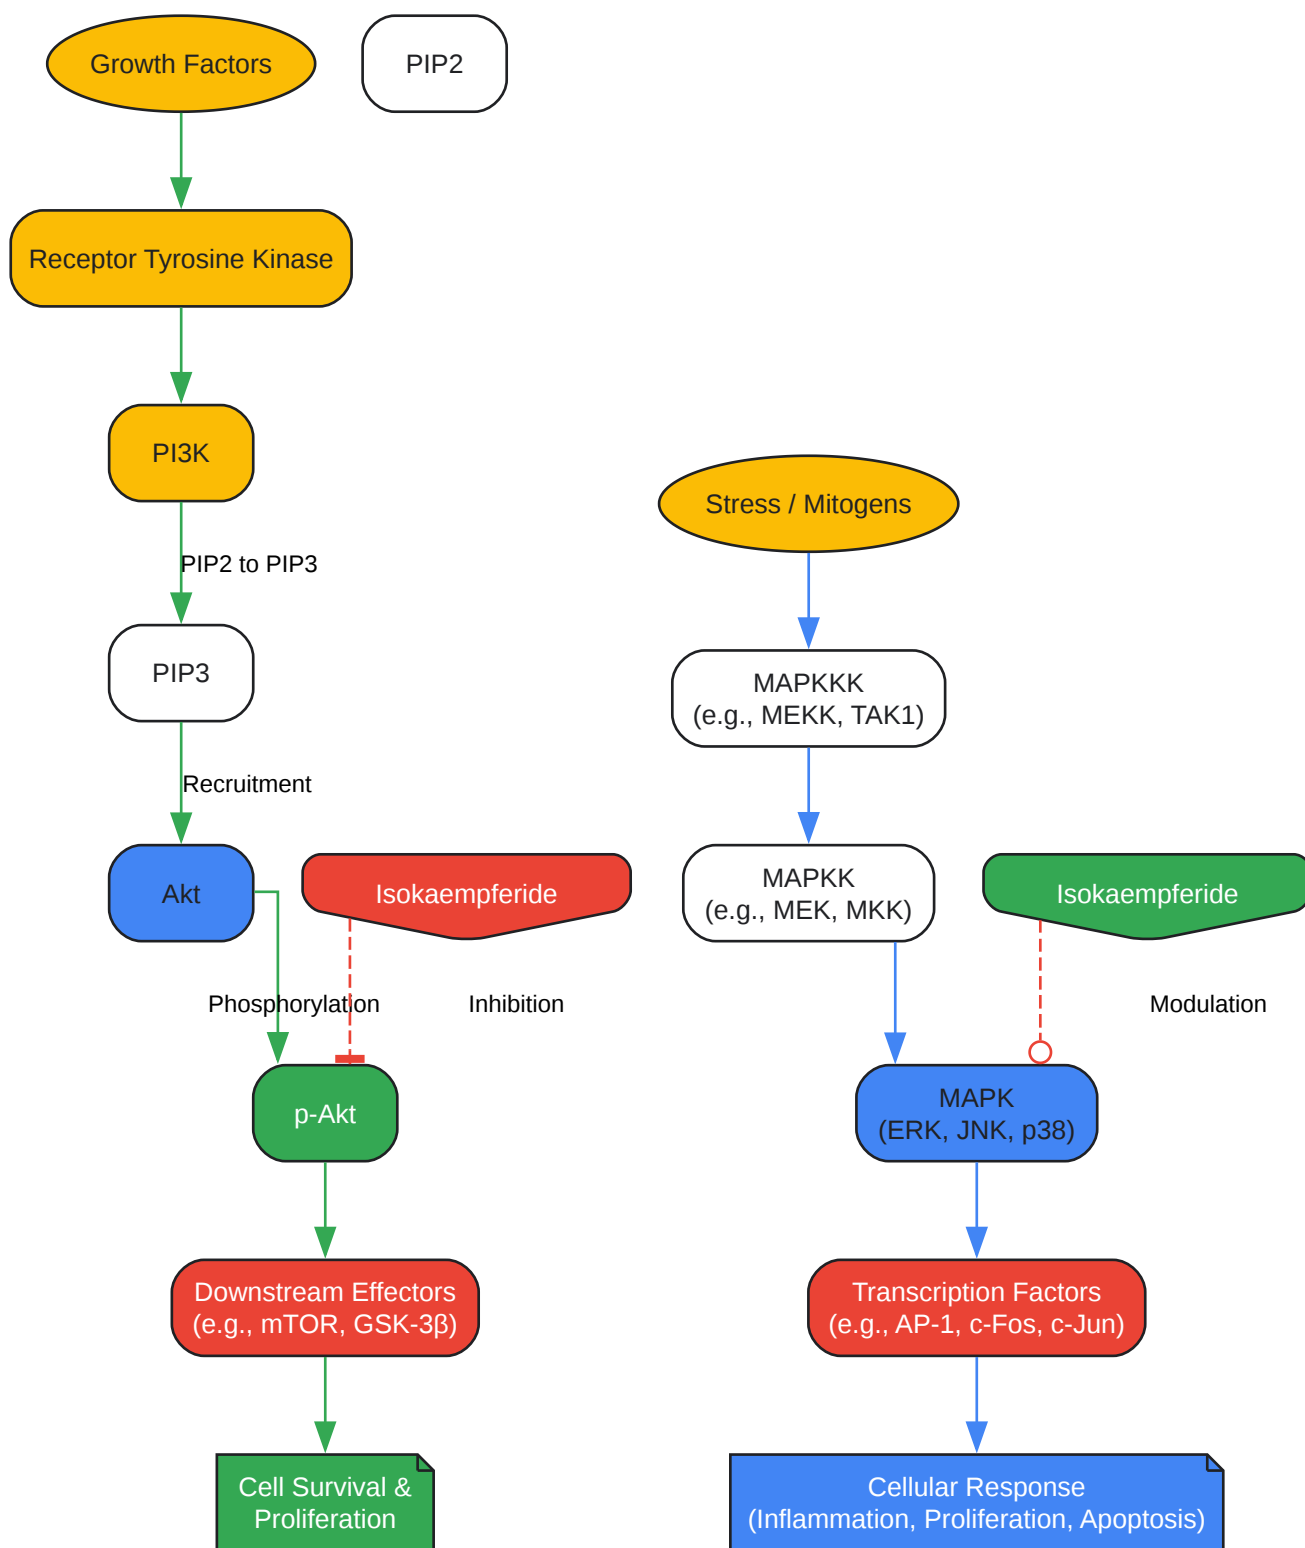 Growth Factors
PIP2
Receptor Tyrosine Kinase
PI3K
PIP2 to PIP3
PIP3
Recruitment
Akt
Isokaempferide
Phosphorylation
Inhibition
p-Akt
Downstream Effectors
(e.g., mTOR, GSK-3β)
Cell Survival &
Proliferation
Stress / Mitogens
MAPKKK
(e.g., MEKK, TAK1)
MAPKK
(e.g., MEK, MKK)
Isokaempferide
Modulation
MAPK
(ERK, JNK, p38)
Transcription Factors
(e.g., AP-1, c-Fos, c-Jun)
Cellular Response
(Inflammation, Proliferation, Apoptosis)